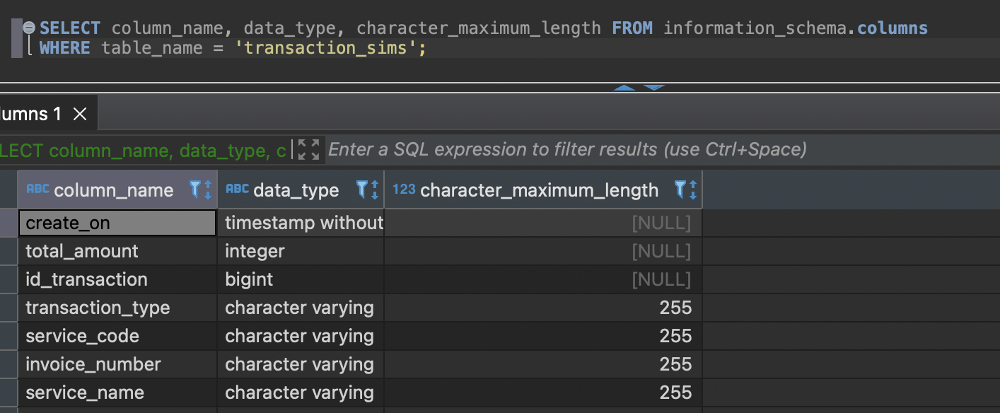 SELECT column_name, data_type, character_maximum_length FROM information_schema.columns
WHERE table_name = 'transaction_sims';
lumns 1
LECT column_name, data_type, c Enter a SQL expression to filter results (use Ctrl+Space)
ABC column_name ABC data_type 123 character_maximum_length
create_on timestamp without [NULL]
total_amount integer [NULL]
id_transaction bigint [NULL]
transaction_type character varying 255
service_code character varying 255
invoice_number character varying 255
service_name character varying 255